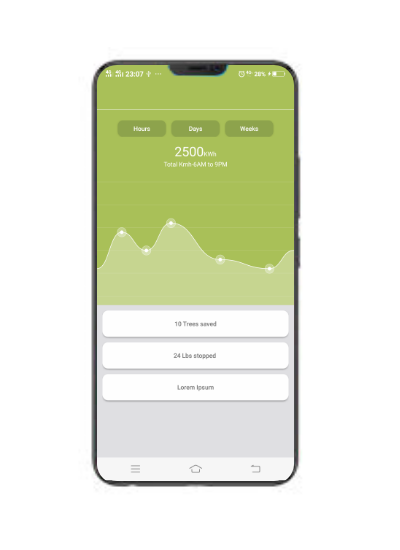 23:07
28%
Hours Days Weeks
2500KWh
Total Kwh 6AM to 5PM
10 Trees saved
24 Lbs stopped
Lorem Ipsum